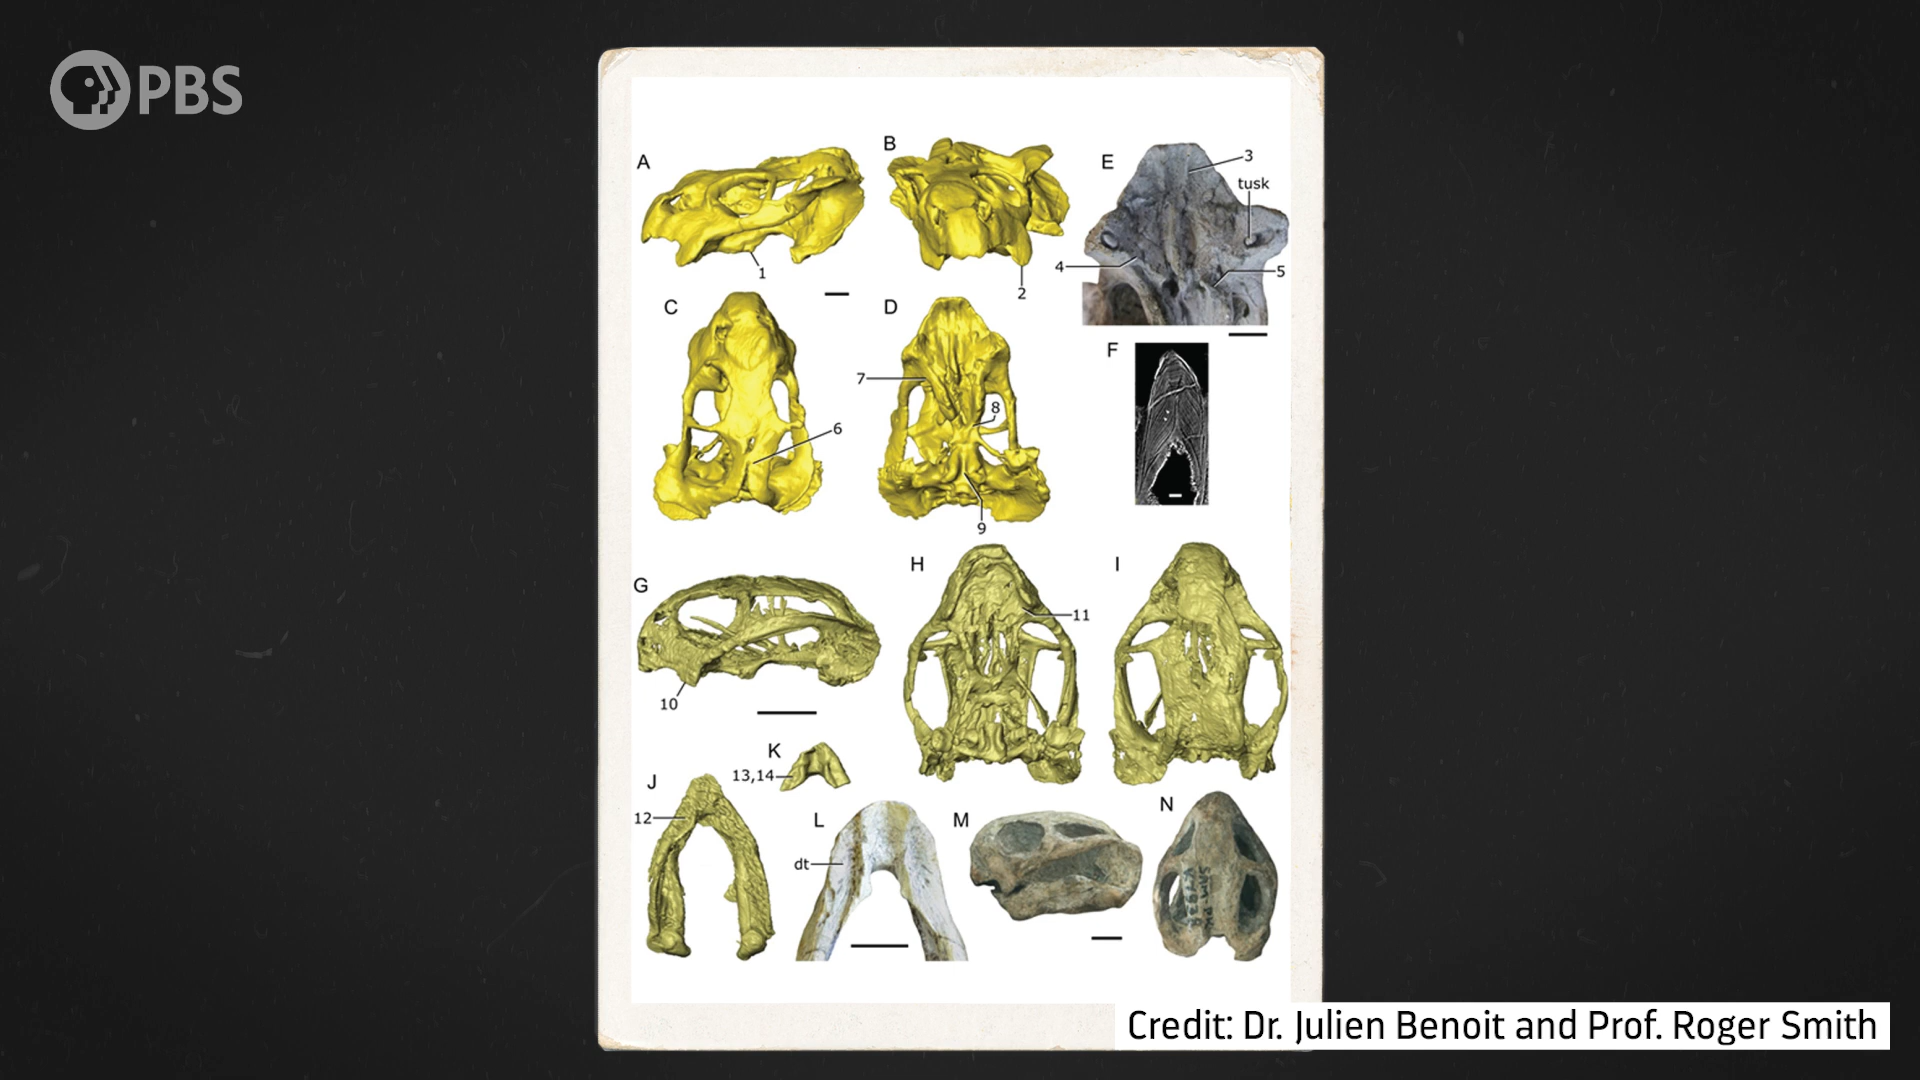 PBS
A
B
E
3
tusk
1
2
4
5
C
D
F
7
8
6
9
G
H
I
11
10
K
13,14
J
12
L
M
N
dt
Credit: Dr. Julien Benoit and Prof. Roger Smith